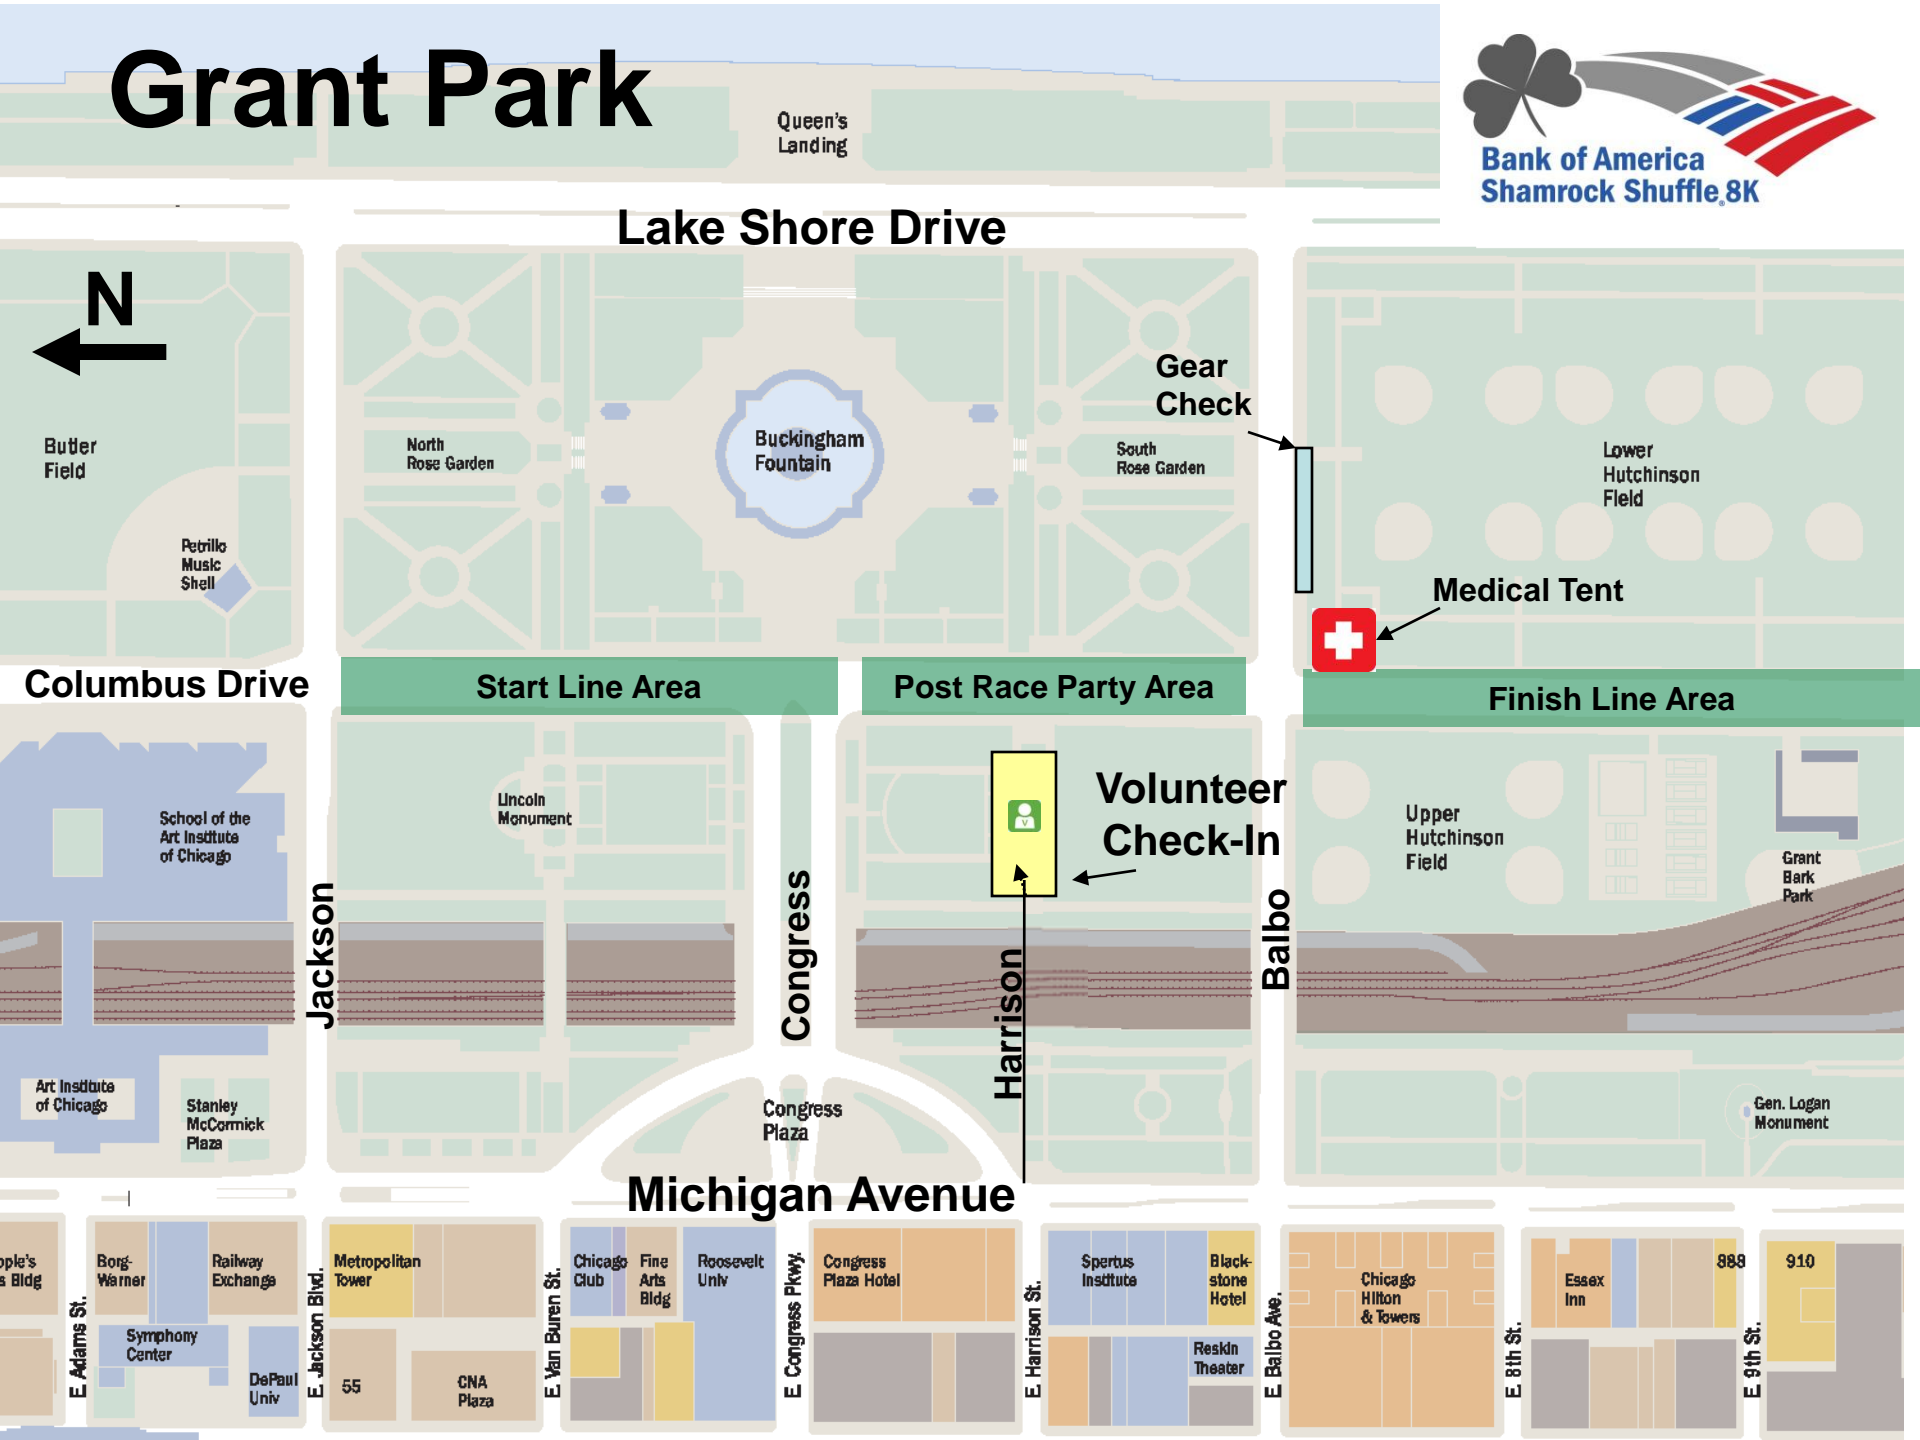 Grant Park
Queen's
Landing
Bank of America
Shamrock Shuffle 8K
Lake Shore Drive
N
Gear
Check
Butler
Field
North
Rose Garden
Buckingham
Fountain
South
Rose Garden
Lower
Hutchinson
Field
Petrillo
Music
Shell
Medical Tent
Columbus Drive
Start Line Area
Post Race Party Area
Finish Line Area
School of the
Art Institute
of Chicago
Lincoln
Monument
V
Volunteer
Check-In
Upper
Hutchinson
Field
Grant
Bark
Park
Jackson
Congress
Harrison
Balbo
Art Institute
of Chicago
Stanley
McCormick
Plaza
Congress
Plaza
Gen. Logan
Monument
Michigan Avenue
ople's
s Bldg
Borg-
Warner
Railway
Exchange
Metropolitan
Tower
Chicago
Club
Fine
Arts
Bldg
Roosevelt
Univ
Congress
Plaza Hotel
Spertus
Institute
Black-
stone
Hotel
Chicago
Hilton
& Towers
Essex
Inn
888
910
Symphony
Center
DePaul
Univ
55
CNA
Plaza
Reskin
Theater
E. Adams St.
E. Jackson Blvd.
E. Van Buren St.
E. Congress Pkwy.
E. Harrison St.
E. Balbo Ave.
E. 8th St.
E. 9th St.